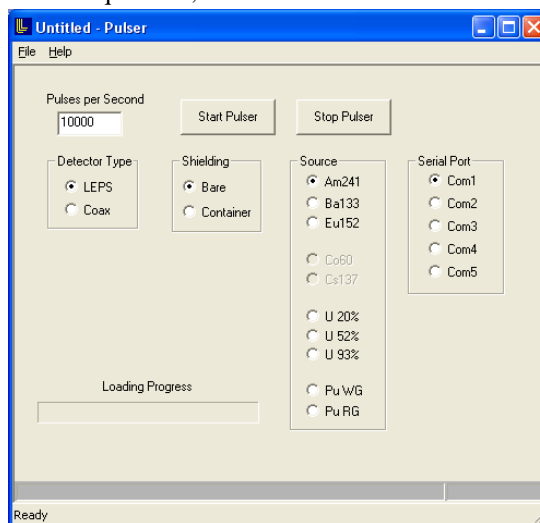 Untitled - Pulser
File Help
Pulses per Second
10000
Start Pulser
Stop Pulser
Detector Type
LEPS
Coax
Shielding
Bare
Container
Source
Am241
Ba133
Eu152
Co60
Cs137
U 20%
U 52%
U 93%
Pu WG
Pu RG
Serial Port
Com1
Com2
Com3
Com4
Com5
Loading Progress
Ready